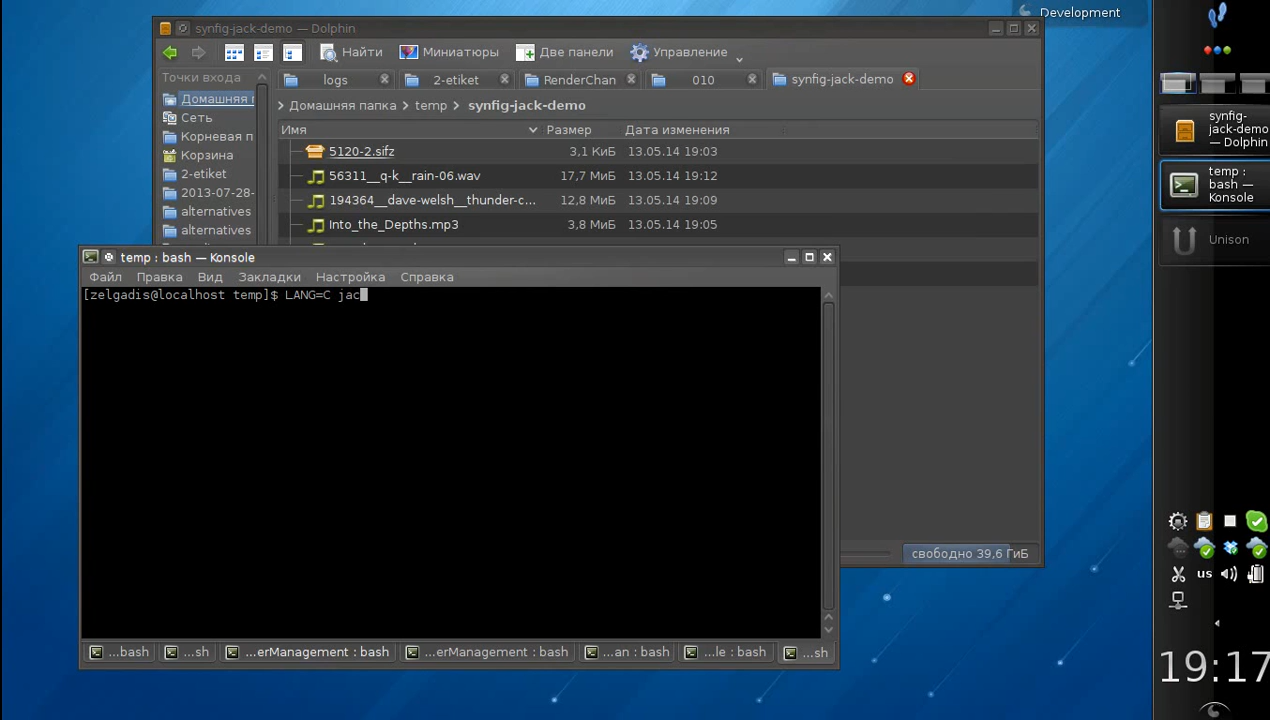 Development
synfig-jack-demo — Dolphin
Найти
Миниатюры
Две панели
Управление
Точки входа
logs
2-etiket
RenderChan
010
synfig-jack-demo
Домашняя
Сеть
Корневая п
Корзина
2-etiket
2013-07-28-
alternatives
alternatives
Домашняя папка
temp
synfig-jack-demo
Имя
Размер
Дата изменения
5120-2.sifz
3,1 КиБ
13.05.14 19:03
56311__q-k__rain-06.wav
17,7 МиБ
13.05.14 19:12
194364__dave-welsh__thunder-c...
12,8 МиБ
13.05.14 19:09
Into_the_Depths.mp3
3,8 МиБ
13.05.14 19:05
свободно 39,6 ГиБ
temp : bash — Konsole
Файл
Правка
Вид
Закладки
Настройка
Справка
[zelgadis@localhost temp]$ LANG=C jac
...bash
...sh
...erManagement : bash
...erManagement : bash
...an : bash
...le : bash
...sh
synfig-
jack-demo
— Dolphin
temp :
bash —
Konsole
Unison
us
19:17